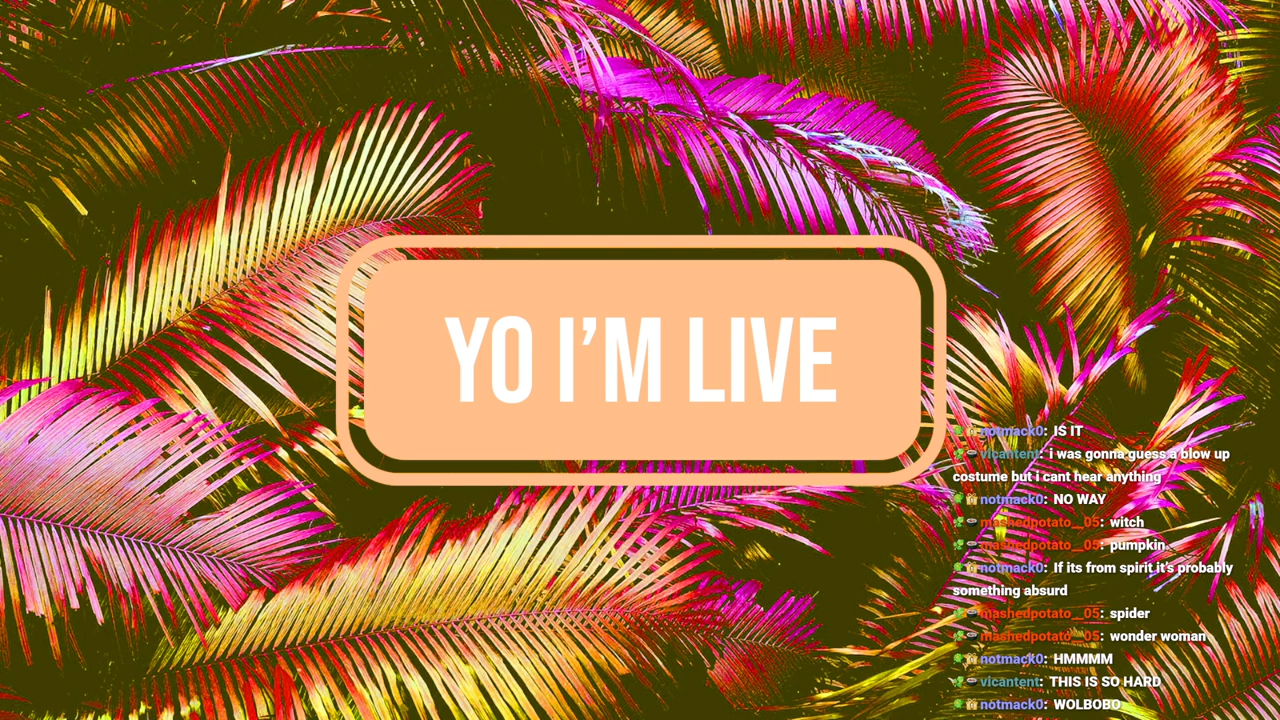 YO I’M LIVE
notmack0: IS IT
vicantent: i was gonna guess a blow up
costume but i cant hear anything
notmack0: NO WAY
mashedpotato__05: witch
mashedpotato__05: pumpkin
notmack0: If its from spirit it's probably
something absurd
mashedpotato__05: spider
mashedpotato__05: wonder woman
notmack0: HMMMM
vicantent: THIS IS SO HARD
notmack0: WOLBOBO